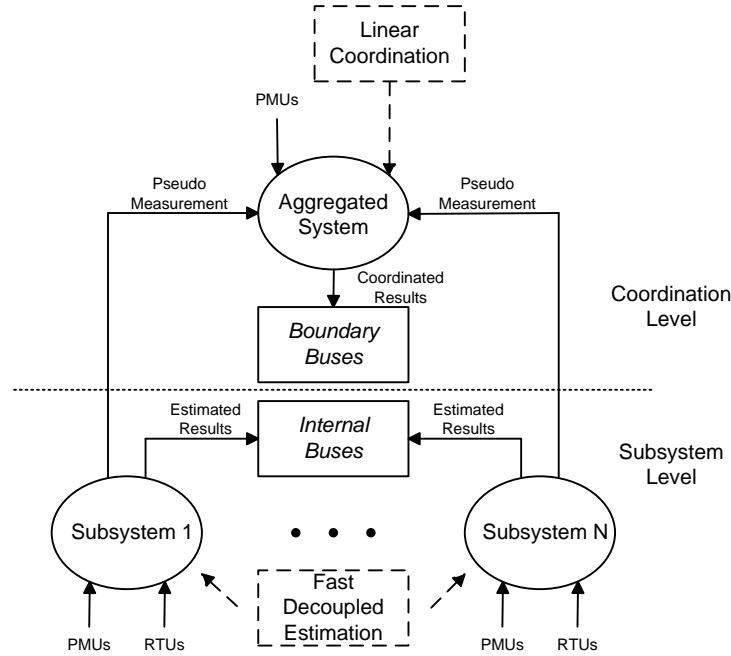 Linear
Coordination
PMUs
Pseudo
Measurement
Aggregated
System
Pseudo
Measurement
Coordinated
Results
Boundary
Buses
Coordination
Level
Estimated
Results
Internal
Buses
Estimated
Results
Subsystem
Level
Subsystem 1
Subsystem N
Fast
Decoupled
Estimation
PMUs
RTUs
PMUs
RTUs